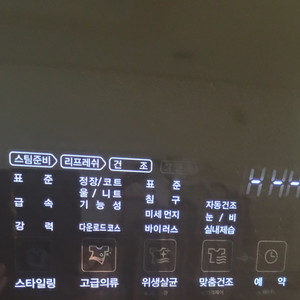 스팀준비 리프레쉬 건 조
표 준 정장/코트 표 준
울 / 니트
급 속 기 능 성 침 구 자동건조
미세먼지 눈 / 비
강 력 다운로드코스 바이러스 실내제습
스타일링 고급의류 위생살균 맞춤건조 예 약